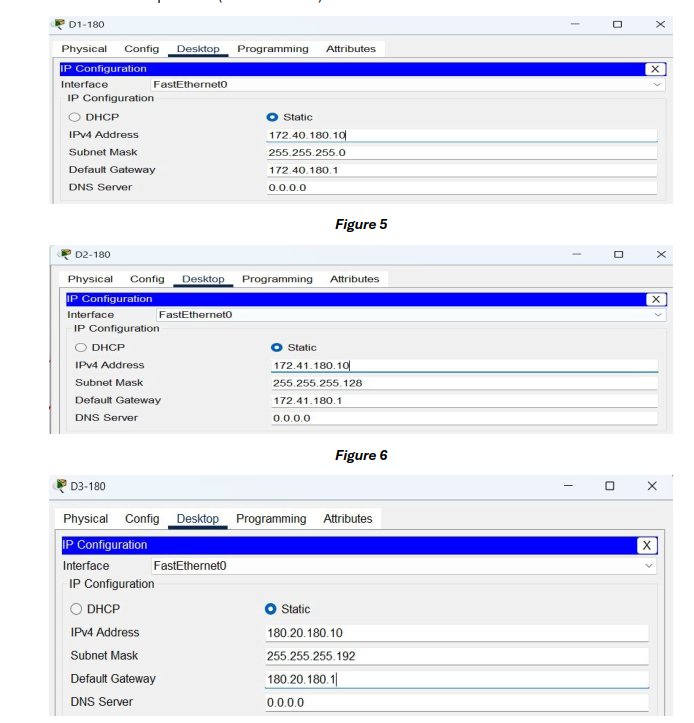 D1-180
Physical Config Desktop Programming Attributes
IP Configuration X
Interface FastEthernet0
IP Configuration
DHCP Static
IPv4 Address 172.40.180.10
Subnet Mask 255.255.255.0
Default Gateway 172.40.180.1
DNS Server 0.0.0.0
Figure 5
D2-180
Physical Config Desktop Programming Attributes
IP Configuration X
Interface FastEthernet0
IP Configuration
DHCP Static
IPv4 Address 172.41.180.10
Subnet Mask 255.255.255.128
Default Gateway 172.41.180.1
DNS Server 0.0.0.0
Figure 6
D3-180
Physical Config Desktop Programming Attributes
IP Configuration X
Interface FastEthernet0
IP Configuration
DHCP Static
IPv4 Address 180.20.180.10
Subnet Mask 255.255.255.192
Default Gateway 180.20.180.1
DNS Server 0.0.0.0